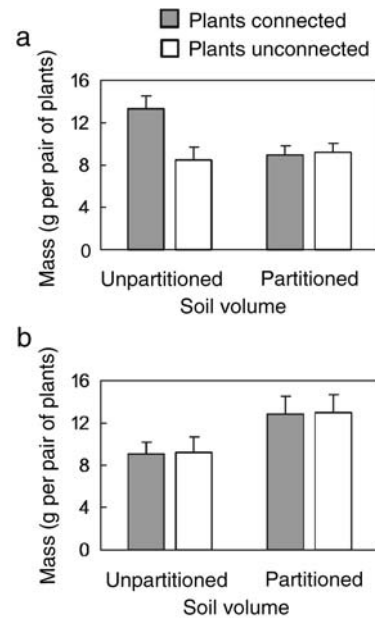 Plants connected
Plants unconnected
a
16
12
8
4
0
Mass (g per pair of plants)
Unpartitioned Partitioned
Soil volume
b
16
12
8
4
0
Mass (g per pair of plants)
Unpartitioned Partitioned
Soil volume